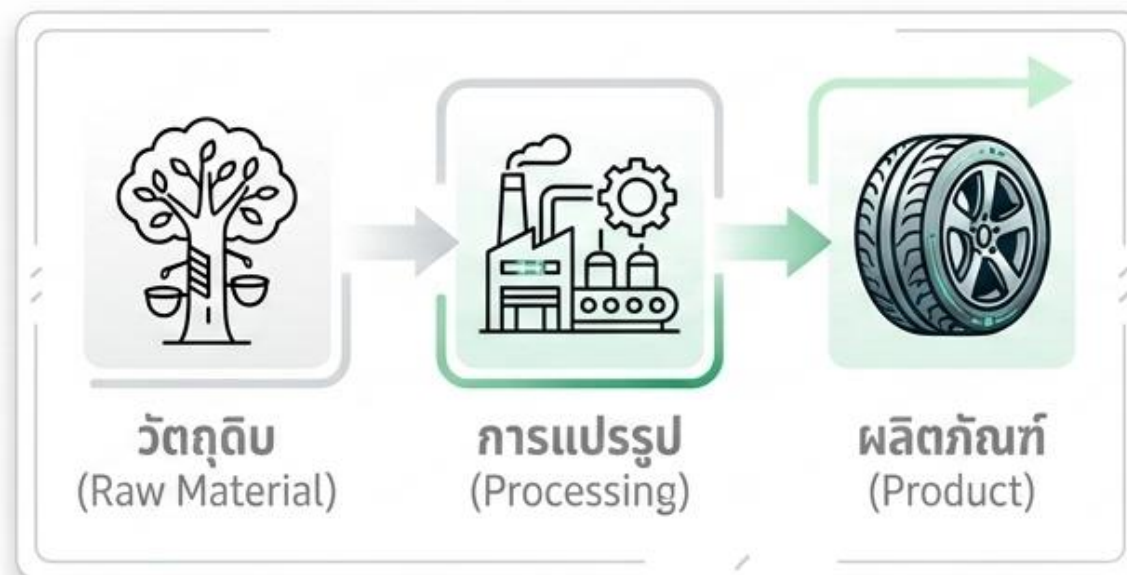 วัตถุดิบ
(Raw Material)
การแปรรูป
(Processing)
ผลิตภัณฑ์
(Product)